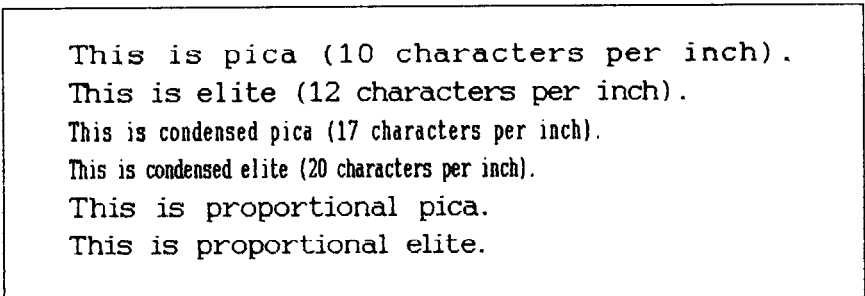 This is pica (10 characters per inch).
This is elite (12 characters per inch).
This is condensed pica (17 characters per inch).
This is condensed elite (20 characters per inch).
This is proportional pica.
This is proportional elite.